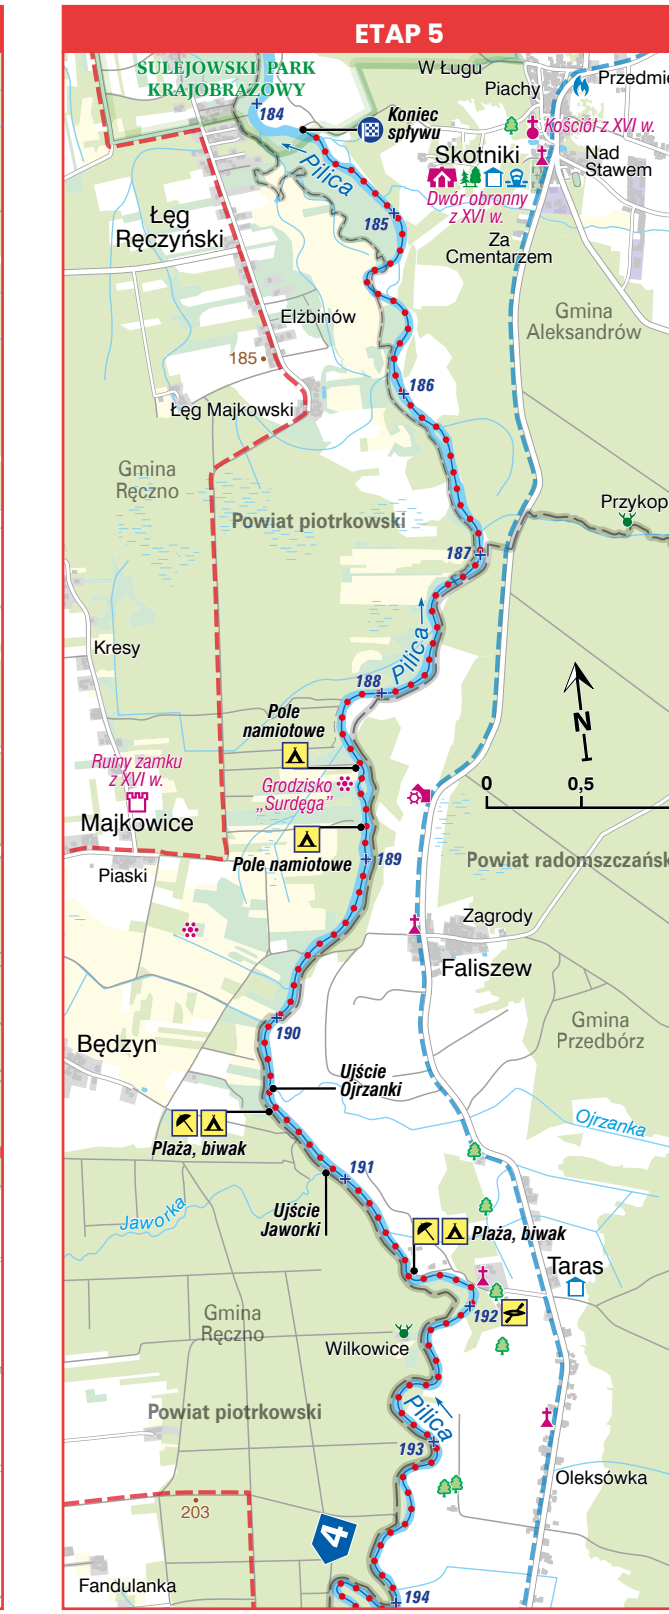 ETAP 5
SULEJOWSKI PARK
KRAJOBRAZOWY
W Ługu
Piachy
184
Koniec
spływu
Kościół z XVI w.
Pilica
Skotniki
Nad
Stawem
Dwór obronny
z XVI w.
Łęg
Ręczyński
185
Za
Cmentarzem
Elżbinów
Gmina
Aleksandrów
185
186
Łęg Majkowski
Gmina
Ręczno
Powiat piotrkowski
Przykop
187
Pilica
Kresy
188
Pole
namiotowe
N
Ruiny zamku
z XVI w.
Grodzisko
„Surdęga”
0
0,5
Majkowice
Pole namiotowe
189
Powiat radomszczańsk
Piaski
Zagrody
Faliszew
190
Gmina
Przedbórz
Będzyn
Ujście
Ojrzanki
Ojrzanka
Plaża, biwak
191
Jaworka
Ujście
Jaworki
Plaża, biwak
Taras
192
Gmina
Ręczno
Wilkowice
Powiat piotrkowski
Pilica
193
Oleksówka
203
4
Fandulanka
194